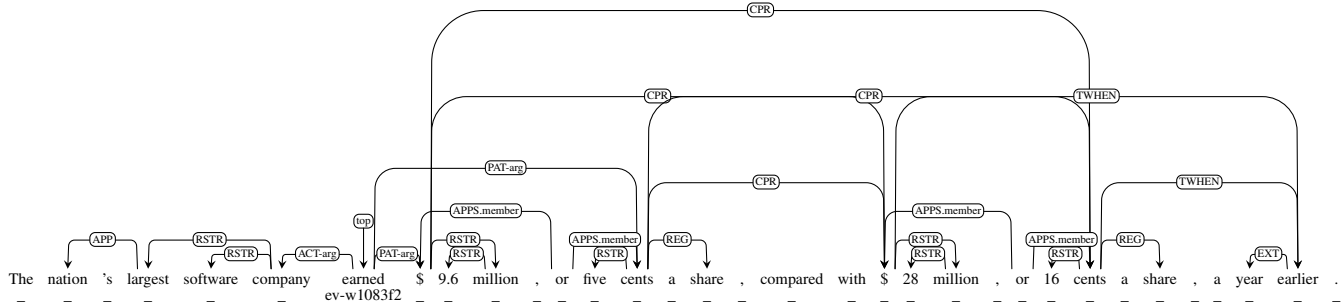 CPR
CPR CPR TWHEN
PAT-arg
CPR TWHEN
top APPS.member APPS.member
APP RSTR RSTR ACT-arg PAT-arg RSTR RSTR APPS.member RSTR REG RSTR RSTR APPS.member RSTR REG EXT
The nation 's largest software company earned $ 9.6 million , or five cents a share , compared with $ 28 million , or 16 cents a share , a year earlier .
ev-w1083f2
_ _ _ _ _ _ _ _ _ _ _ _ _ _ _ _ _ _ _ _ _ _ _ _ _ _ _ _ _ _ _ _